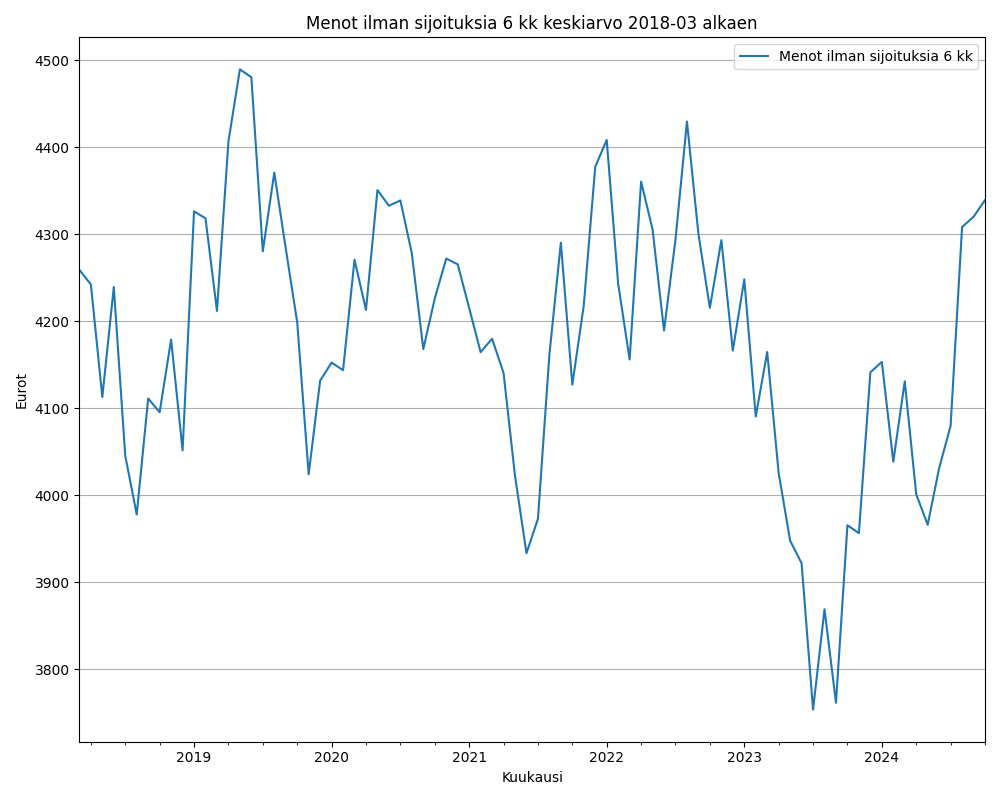 Menot ilman sijoituksia 6 kk keskiarvo 2018-03 alkaen
Menot ilman sijoituksia 6 kk
4500
4400
4300
4200
4100
4000
3900
3800
Eurot
2019 2020 2021 2022 2023 2024
Kuukausi